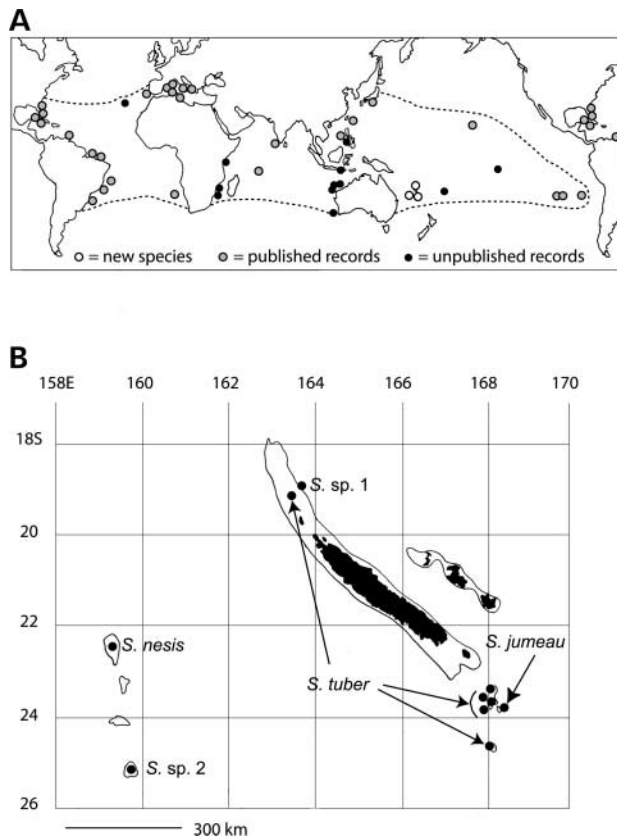 A
○ = new species ● = published records ● = unpublished records
B
158E 160 162 164 166 168 170
18S
S. sp. 1
20
22
S. nesis
S. jumeau
S. tuber
24
S. sp. 2
26
300 km